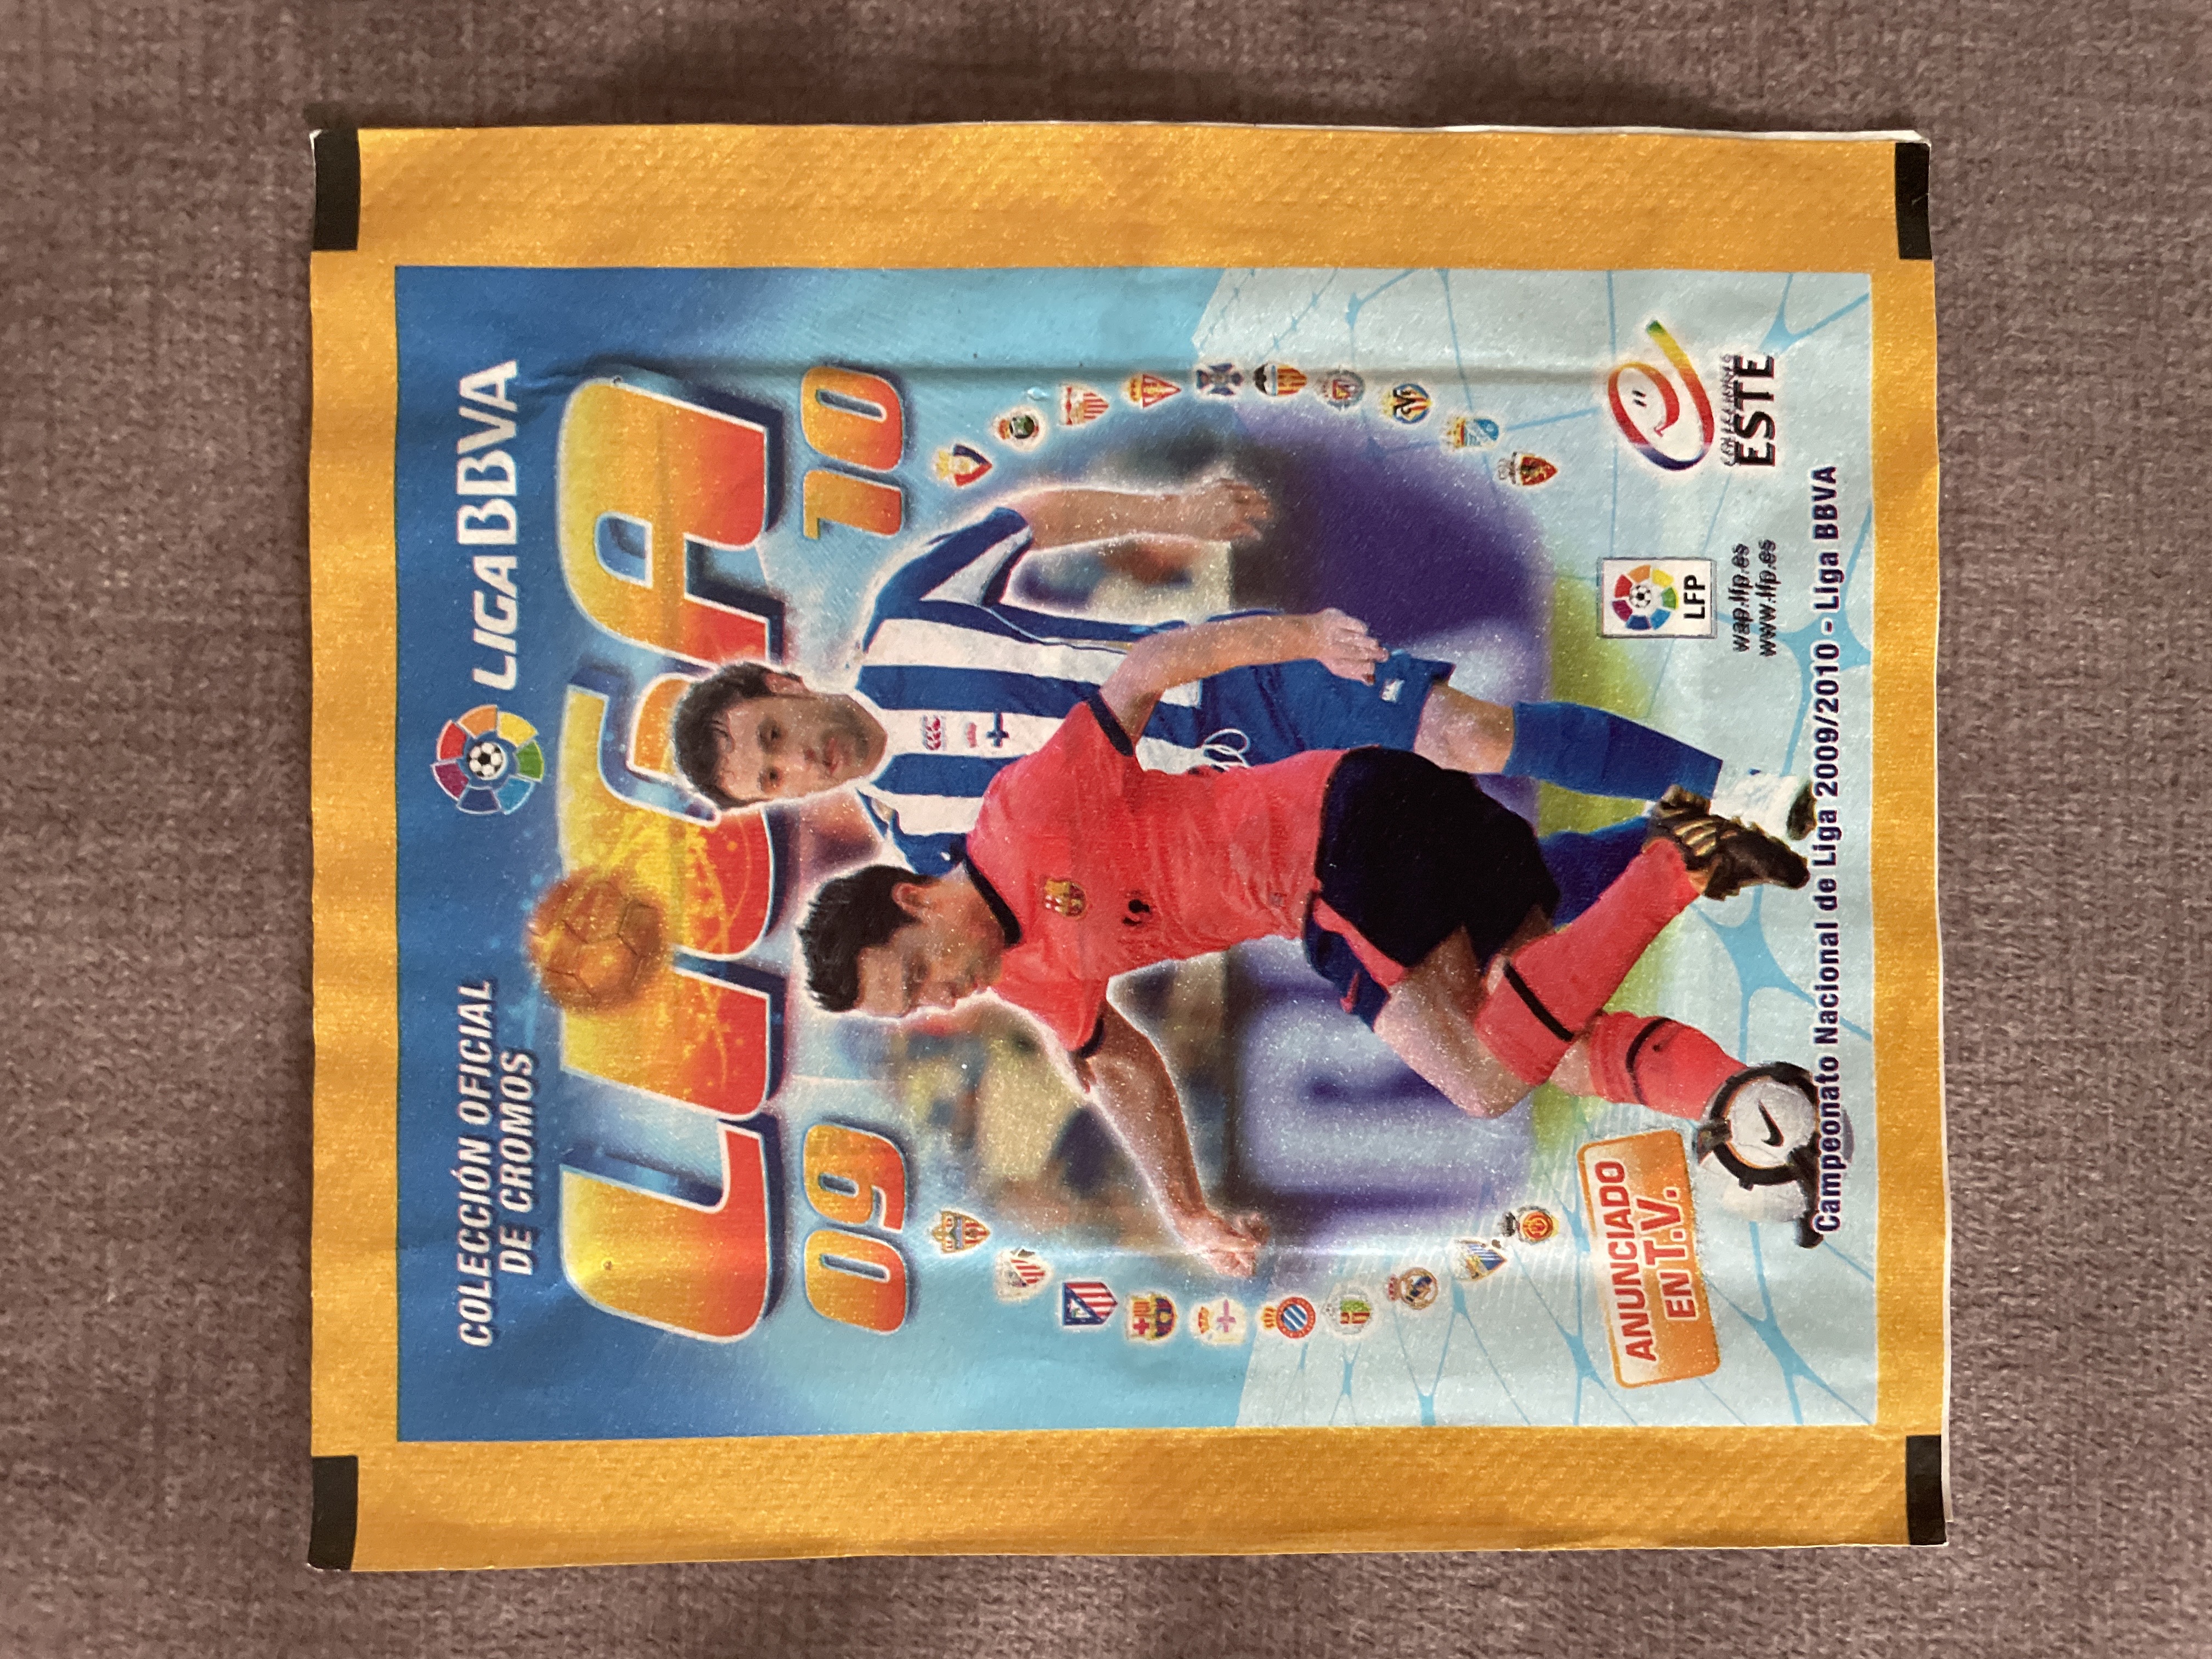 COLECCIÓN OFICIAL
DE CROMOS
LIGA BBVA
LIGA
09 10
ANUNCIADO
EN T.V.
LFP
wap.lfp.es
www.lfp.es
COLECCIONES
ESTE
Campeonato Nacional de Liga 2009/2010 - Liga BBVA